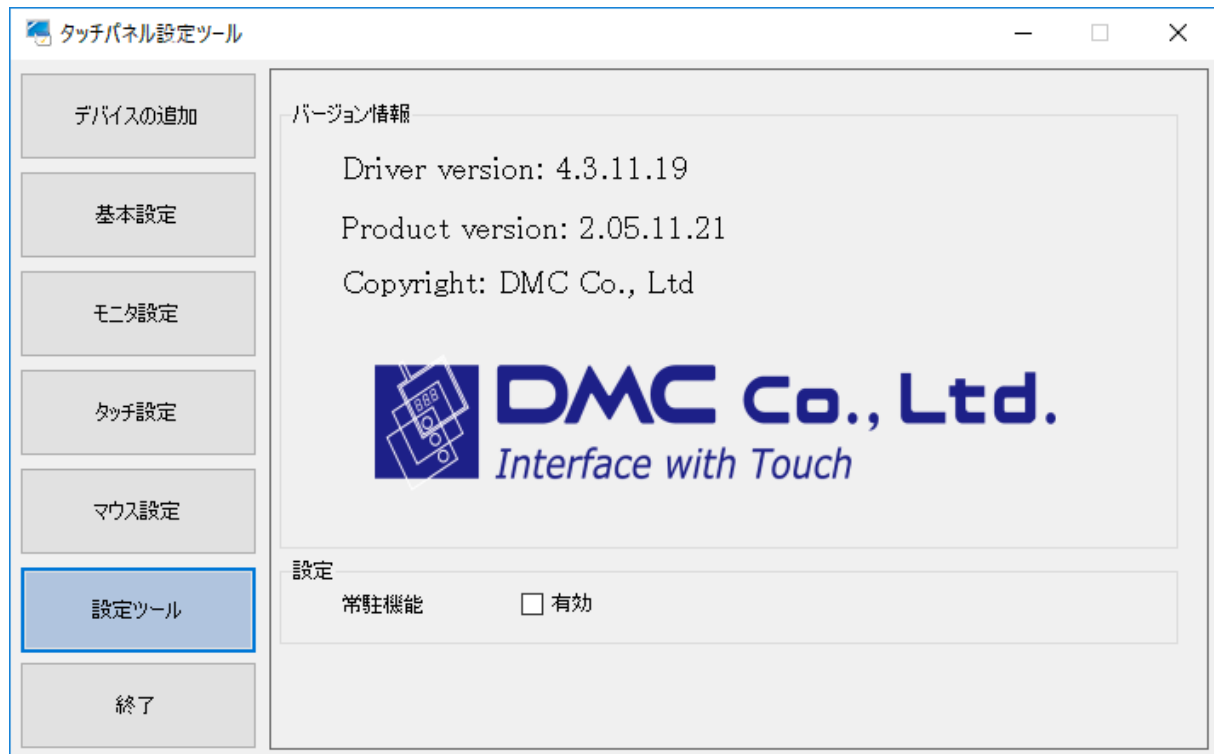 タッチパネル設定ツール
デバイスの追加
基本設定
モニタ設定
タッチ設定
マウス設定
設定ツール
終了
バージョン情報
Driver version: 4.3.11.19
Product version: 2.05.11.21
Copyright: DMC Co., Ltd
888
DMC Co., Ltd.
Interface with Touch
設定
常駐機能 有効